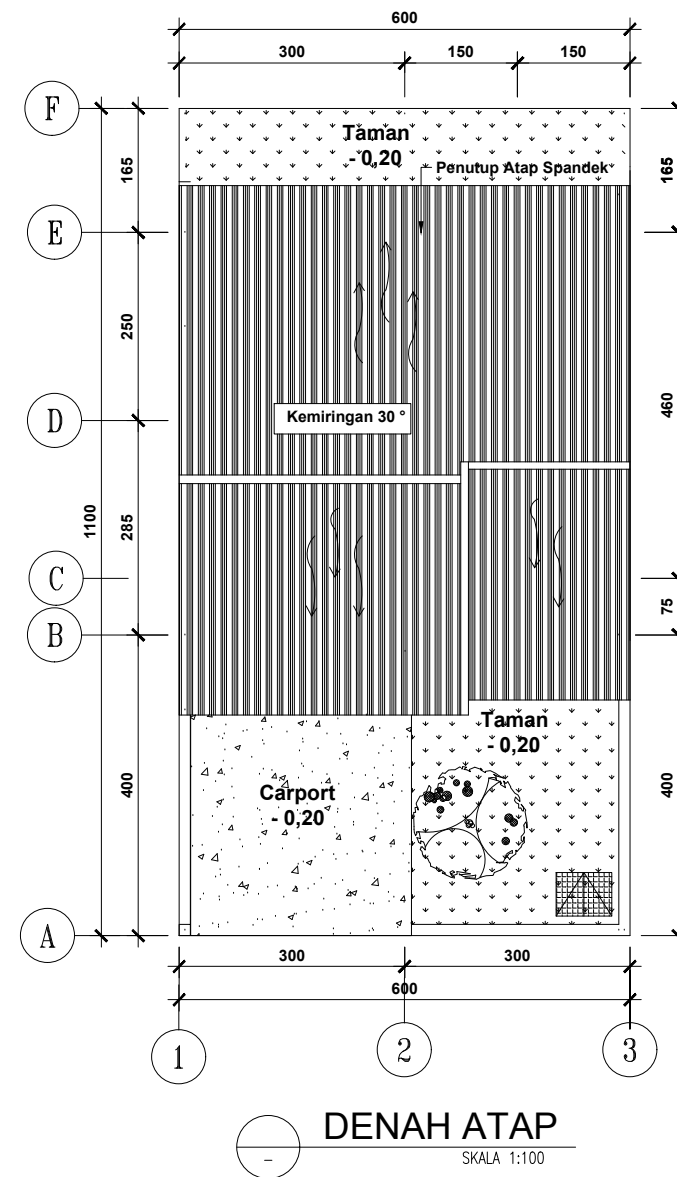 600
300
150
150
F
Taman
- 0,20
165
Penutup Atap Spandek
165
E
250
D
Kemiringan 30 °
460
1100
285
C
75
B
Taman
- 0,20
Carport
- 0,20
400
400
A
300
300
600
1
2
3
DENAH ATAP
-
SKALA 1:100